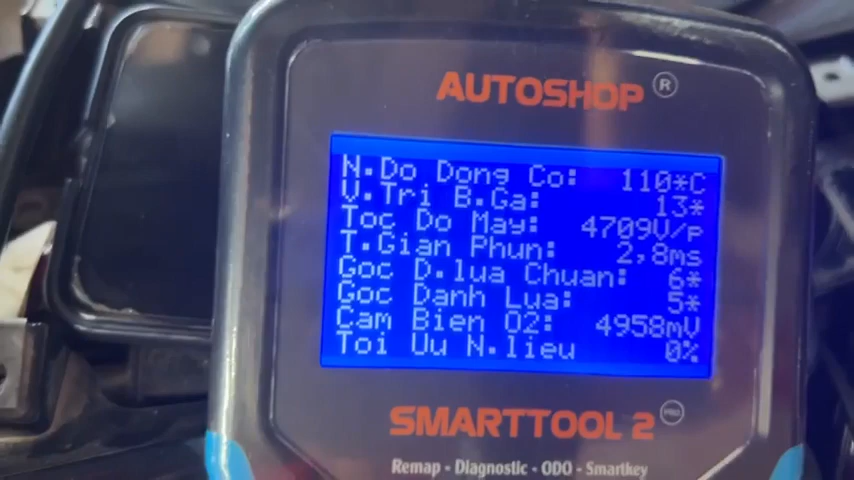 AUTOSHOP ®
N.Do Dong Co: 110*C
V.Tri B.Ga: 13*
Toc Do May: 4709V/p
T.Gian Phun: 2,8ms
Goc D.lua Chuan: 6*
Goc Danh Lua: 5*
Cam Bien O2: 4958mV
Toi Uu N.lieu 0%
SMARTTOOL 2 PRO
Remap - Diagnostic - ODO - Smartkey